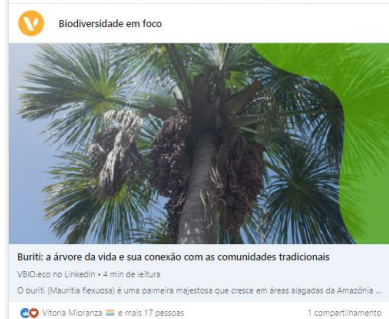 Biodiversidade em foco
Buriti: a árvore da vida e sua conexão com as comunidades tradicionais
VBIO.eco no LinkedIn • 4 min de leitura
O buriti (Mauritia flexuosa) é uma palmeira majestosa que cresce em áreas alagadas da Amazônia ...
Vitoria Mioranza e mais 17 pessoas
1 compartilhamento